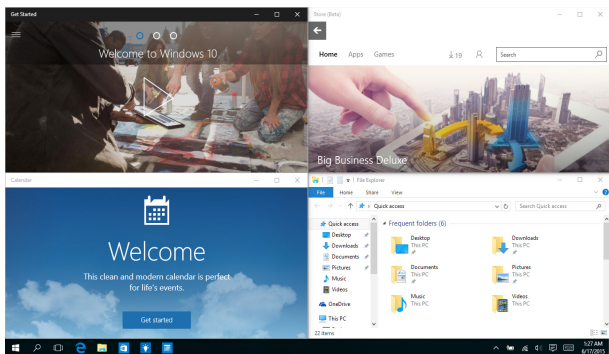 Get Started
Welcome to Windows 10
Store (Beta)
Home Apps Games
19
Search
Big Business Deluxe
Calendar
Welcome
This clean and modern calendar is perfect
for life's events.
Get started
File Explorer
File Home Share View
Quick access
Search Quick access
Quick access
Desktop
Downloads
Documents
Pictures
Music
Videos
OneDrive
This PC
22 items
Frequent folders (6)
Desktop
This PC
Downloads
This PC
Documents
This PC
Pictures
This PC
Music
This PC
Videos
This PC
1:27 AM
6/17/2015